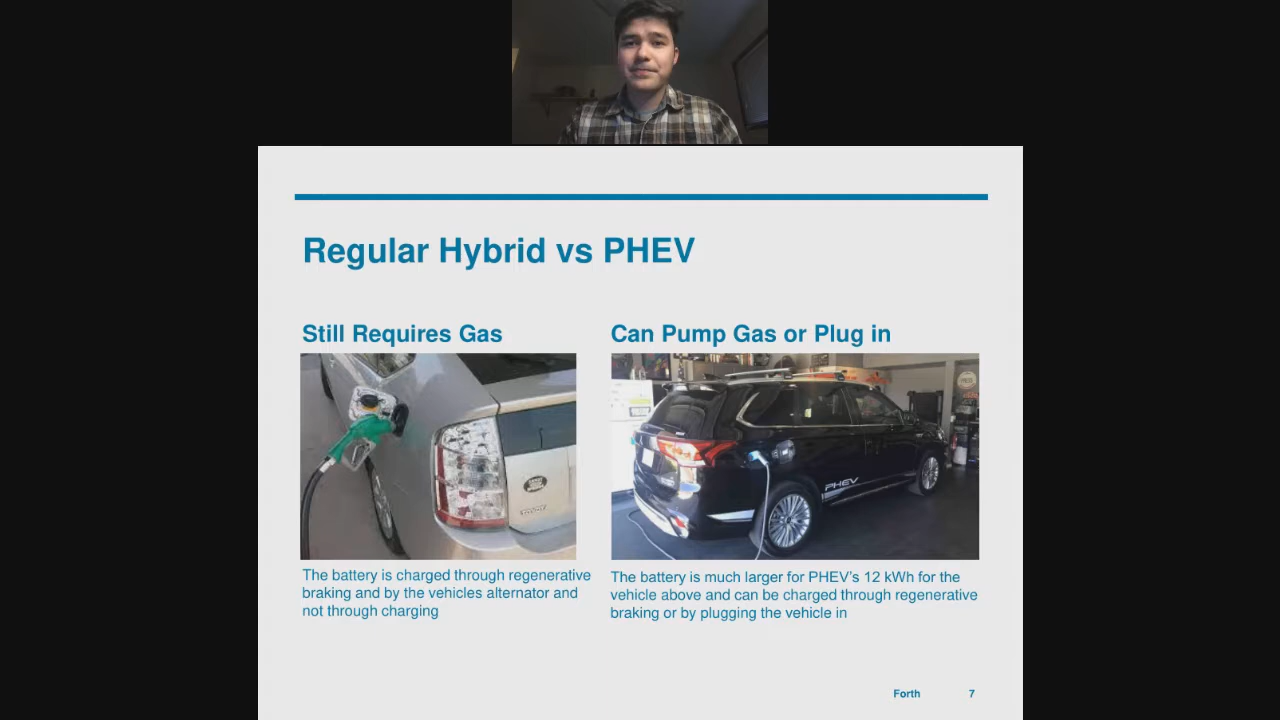 Regular Hybrid vs PHEV
Still Requires Gas
Can Pump Gas or Plug in
PHEV
The battery is charged through regenerative
braking and by the vehicles alternator and
not through charging
The battery is much larger for PHEV's 12 kWh for the
vehicle above and can be charged through regenerative
braking or by plugging the vehicle in
Forth
7